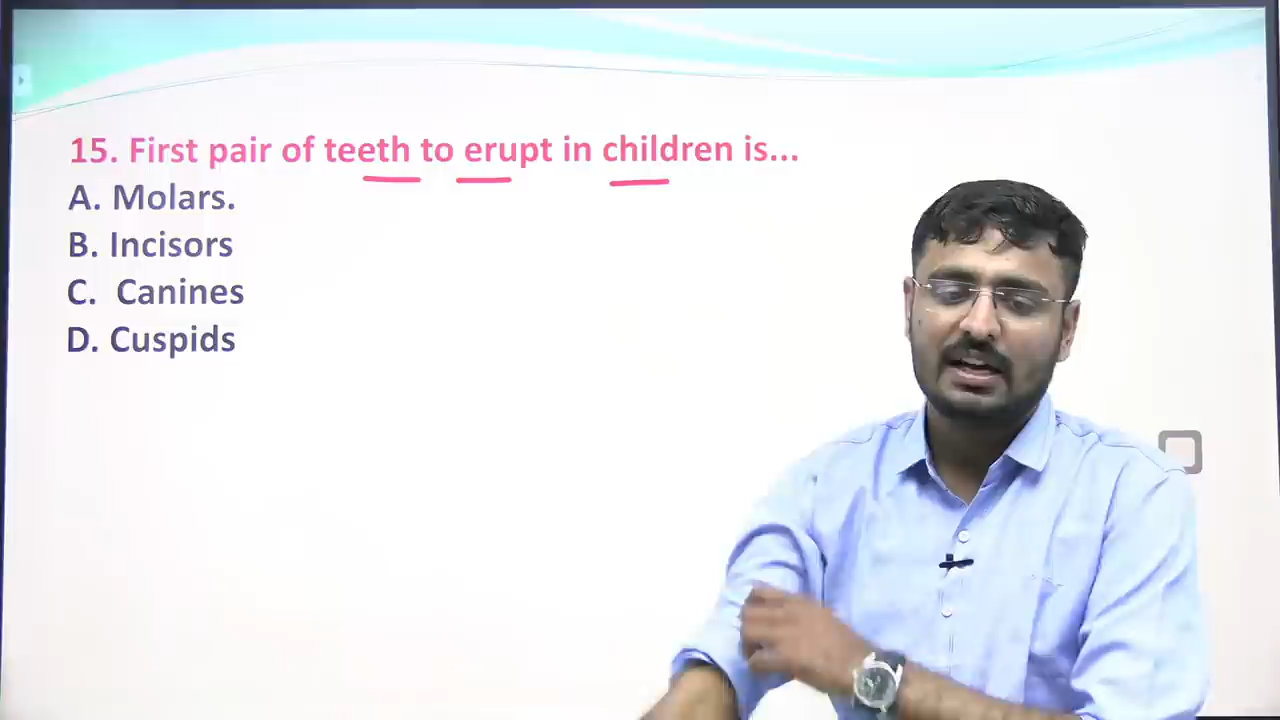 15. First pair of teeth to erupt in children is...
A. Molars.
B. Incisors
C. Canines
D. Cuspids